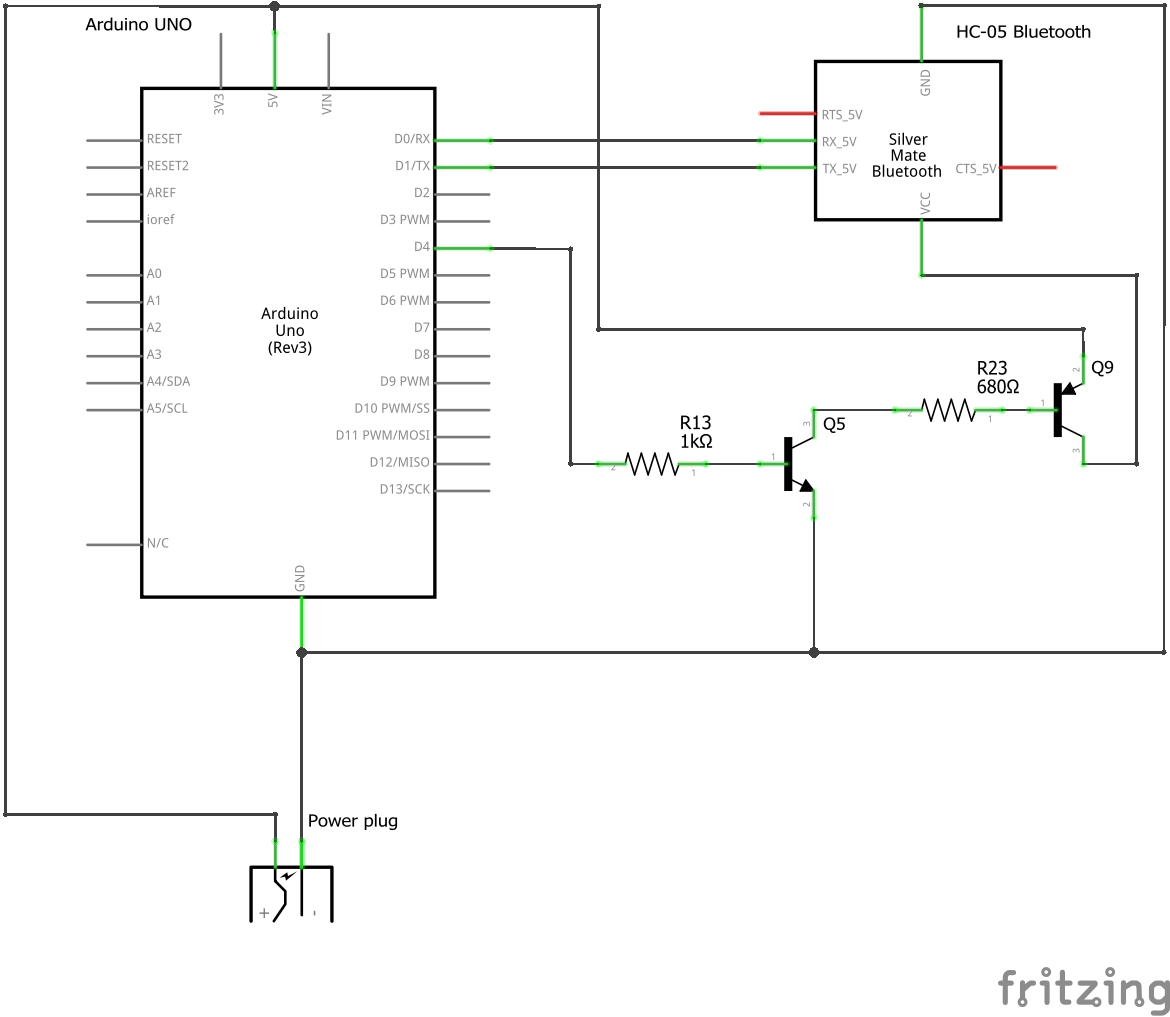 Arduino UNO
HC-05 Bluetooth
3V3
5V
VIN
RESET
RESET2
AREF
ioref
A0
A1
A2
A3
A4/SDA
A5/SCL
N/C
Arduino
Uno
(Rev3)
D0/RX
D1/TX
D2
D3 PWM
D4
D5 PWM
D6 PWM
D7
D8
D9 PWM
D10 PWM/SS
D11 PWM/MOSI
D12/MISO
D13/SCK
GND
GND
RTS_5V
RX_5V
TX_5V
Silver
Mate
Bluetooth
CTS_5V
VCC
R13
1kΩ
2
1
Q5
1
3
2
R23
680Ω
2
1
Q9
1
2
3
Power plug
+
-
fritzing